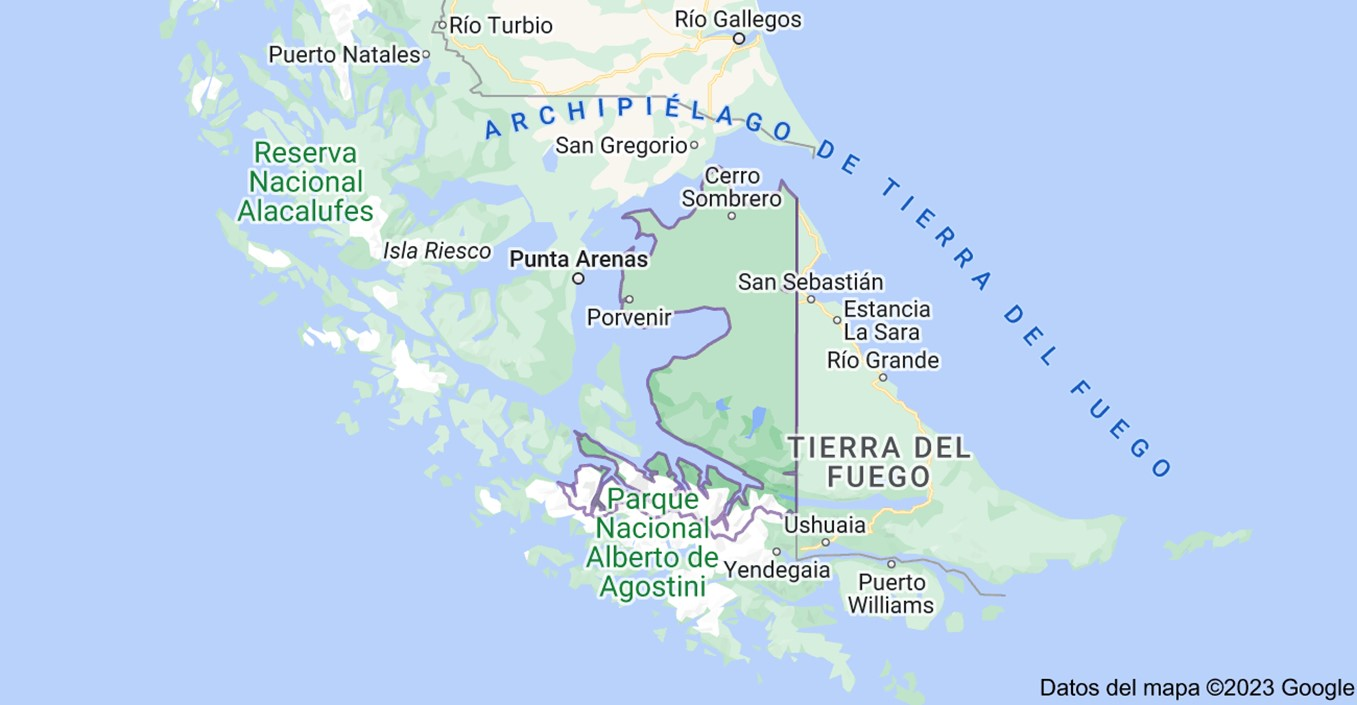 Río Turbio
Río Gallegos
Puerto Natales
ARCHIPIÉLAGO DE TIERRA DEL FUEGO
San Gregorio
Reserva
Nacional
Alacalufes
Cerro
Sombrero
Isla Riesco
Punta Arenas
San Sebastián
Porvenir
Estancia
La Sara
Río Grande
TIERRA DEL
FUEGO
Parque
Nacional
Alberto de
Agostini
Ushuaia
Yendegaia
Puerto
Williams
Datos del mapa ©2023 Google